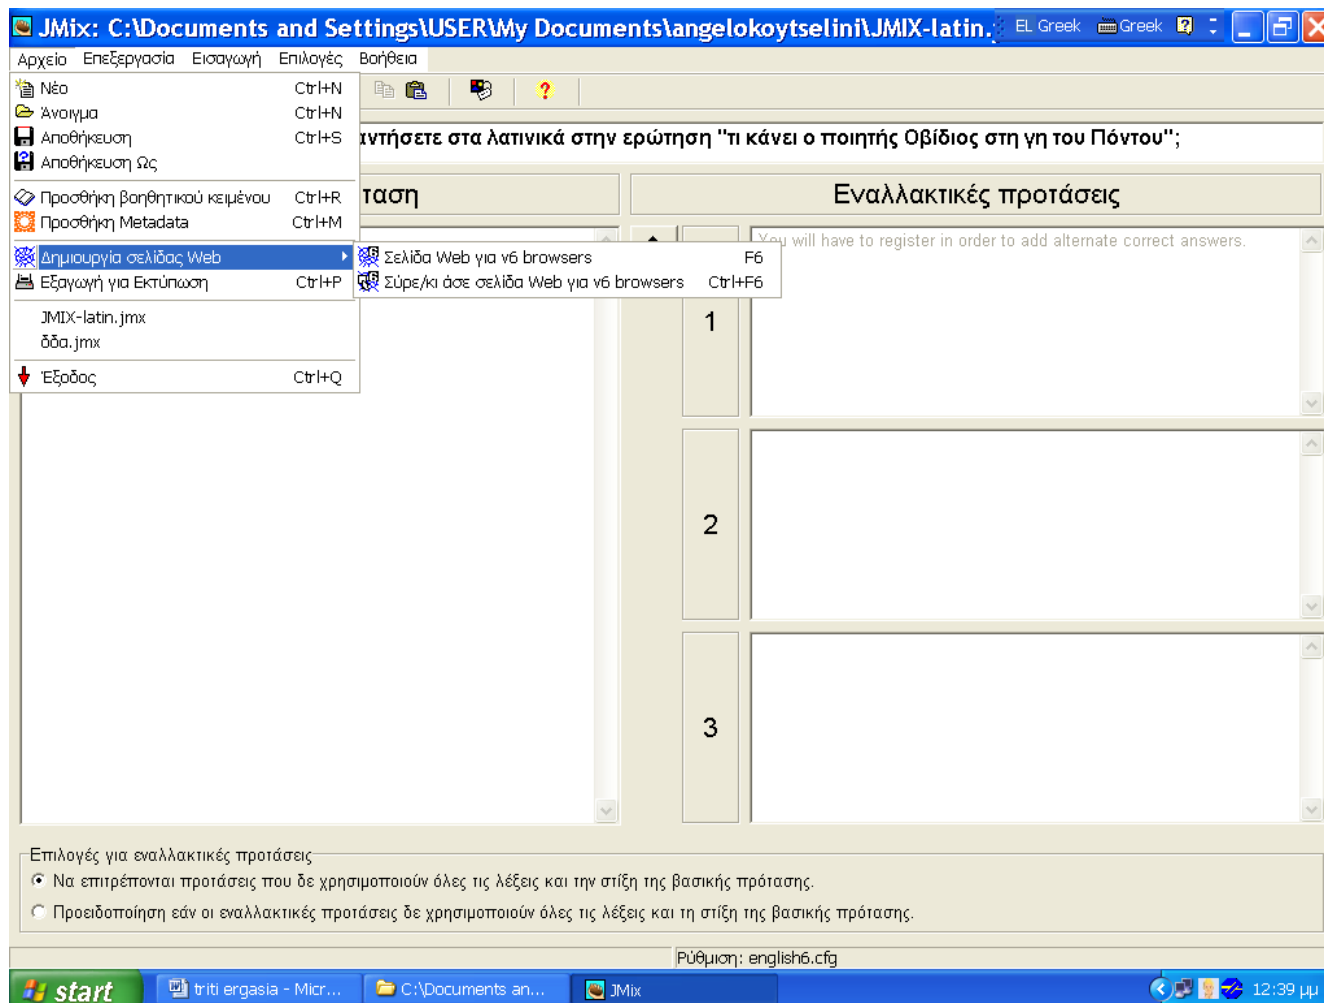 JMix: C:\Documents and Settings\USER\My Documents\angelokoytselini\JMIX-latin.j
EL Greek Greek
Αρχείο Επεξεργασία Εισαγωγή Επιλογές Βοήθεια
Νέο Ctrl+N
Άνοιγμα Ctrl+N
Αποθήκευση Ctrl+S
Αποθήκευση Ως
Προσθήκη βοηθητικού κειμένου Ctrl+R
Προσθήκη Metadata Ctrl+M
Δημιουργία σελίδας Web
Εξαγωγή για Εκτύπωση Ctrl+P
JMIX-latin.jmx
δδα.jmx
Έξοδος Ctrl+Q
Σελίδα Web για v6 browsers F6
Σύρε/κι άσε σελίδα Web για v6 browsers Ctrl+F6
αντήσετε στα λατινικά στην ερώτηση "τι κάνει ο ποιητής Οβίδιος στη γη του Πόντου";
ταση
Εναλλακτικές προτάσεις
You will have to register in order to add alternate correct answers.
1
2
3
Επιλογές για εναλλακτικές προτάσεις
Να επιτρέπονται προτάσεις που δε χρησιμοποιούν όλες τις λέξεις και την στίξη της βασικής πρότασης.
Προειδοποίηση εάν οι εναλλακτικές προτάσεις δε χρησιμοποιούν όλες τις λέξεις και τη στίξη της βασικής πρότασης.
Ρύθμιση: english6.cfg
start triti ergasia - Micr... C:\Documents an... JMix 12:39 μμ